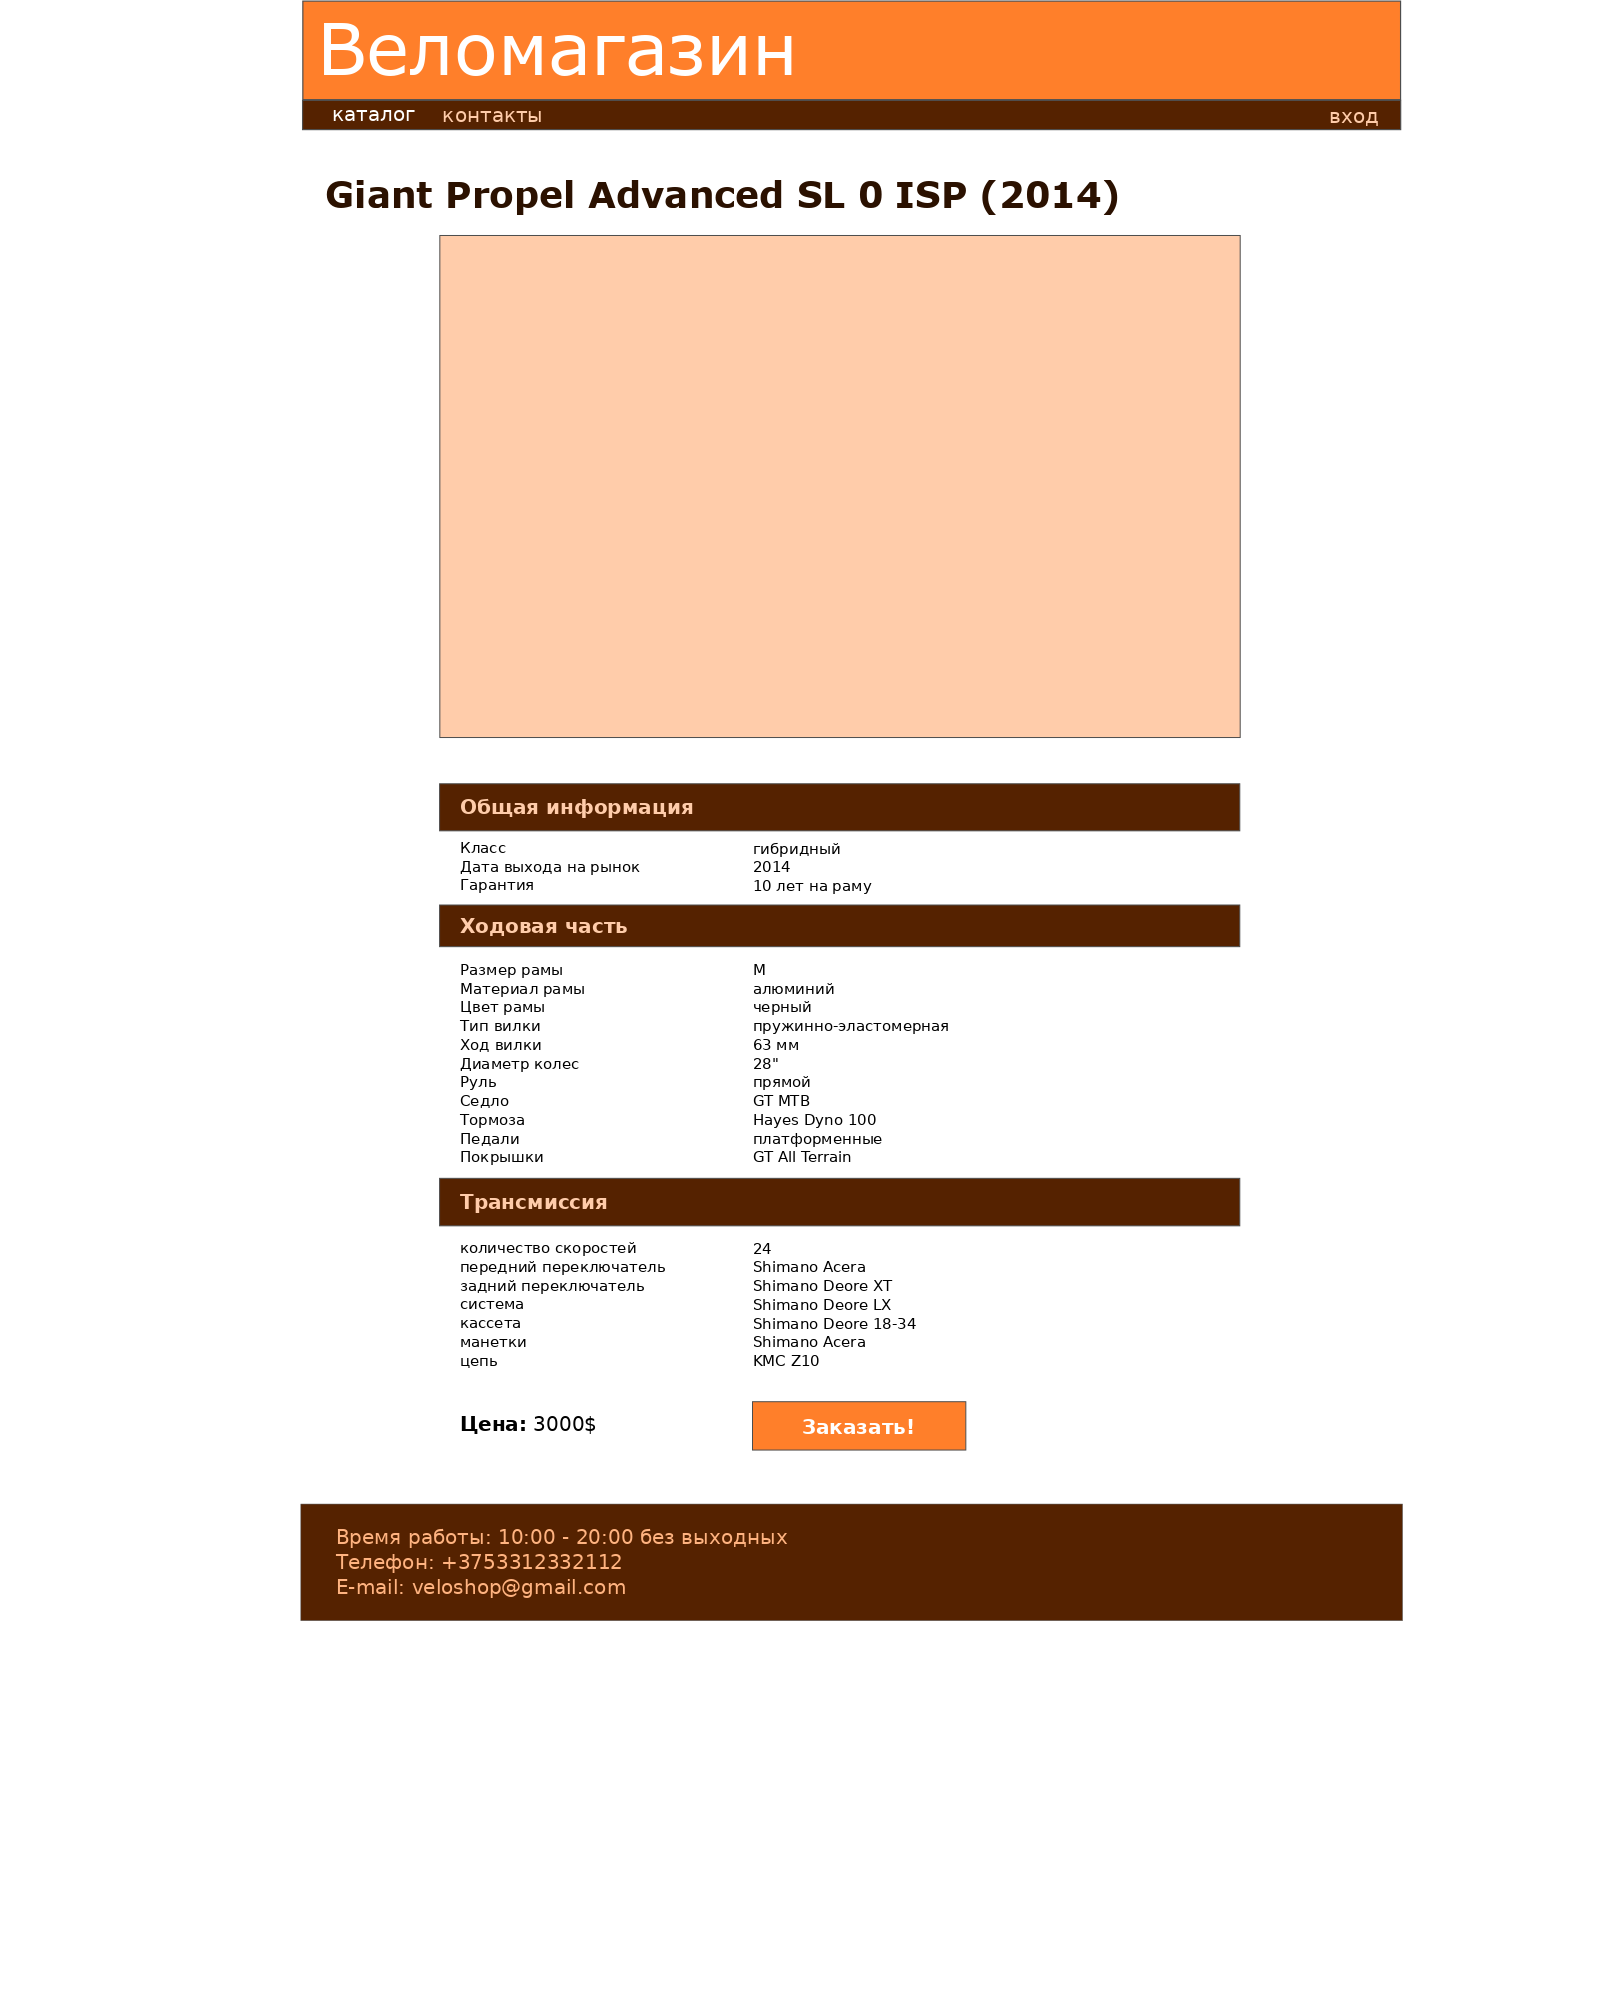 Веломагазин
каталог контакты вход
Giant Propel Advanced SL 0 ISP (2014)
Общая информация
Класс гибридный
Дата выхода на рынок 2014
Гарантия 10 лет на раму
Ходовая часть
Размер рамы M
Материал рамы алюминий
Цвет рамы черный
Тип вилки пружинно-эластомерная
Ход вилки 63 мм
Диаметр колес 28"
Руль прямой
Седло GT MTB
Тормоза Hayes Dyno 100
Педали платформенные
Покрышки GT All Terrain
Трансмиссия
количество скоростей 24
передний переключатель Shimano Acera
задний переключатель Shimano Deore XT
система Shimano Deore LX
кассета Shimano Deore 18-34
манетки Shimano Acera
цепь KMC Z10
Цена: 3000$ Заказать!
Время работы: 10:00 - 20:00 без выходных
Телефон: +3753312332112
E-mail: veloshop@gmail.com